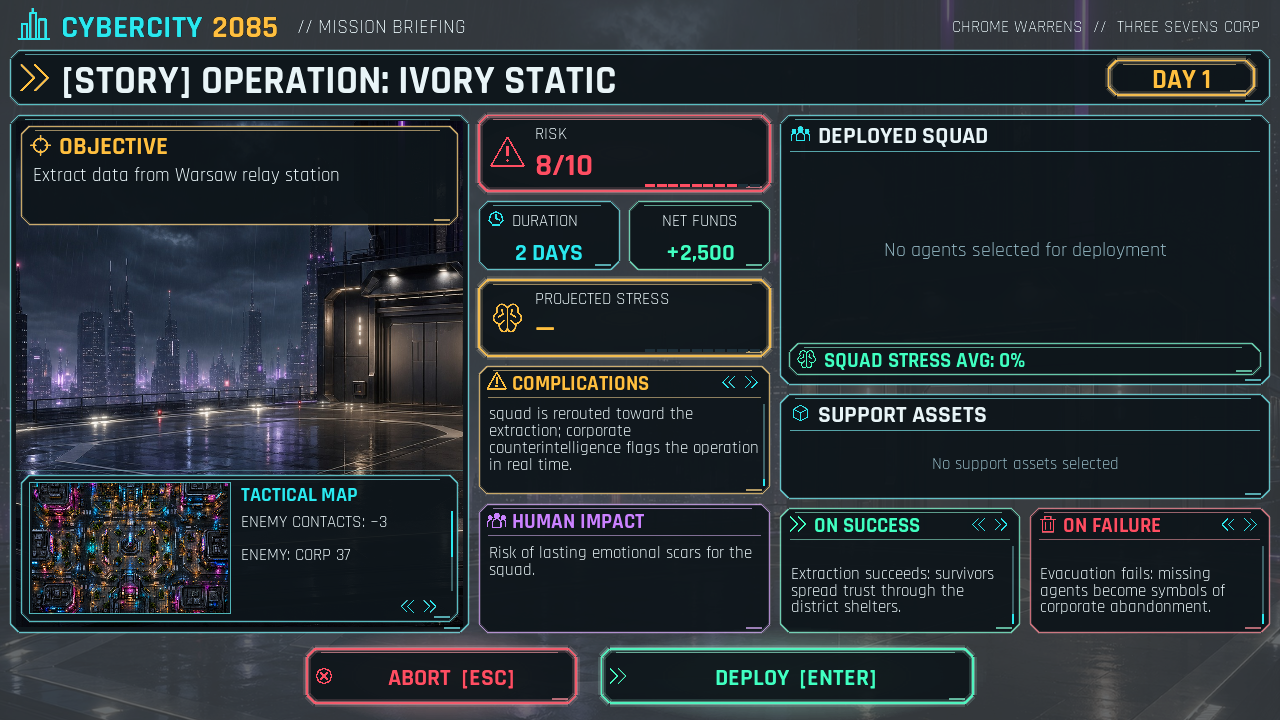 CYBERCITY 2085 // MISSION BRIEFING
CHROME WARRENS // THREE SEVENS CORP
[STORY] OPERATION: IVORY STATIC
DAY 1
OBJECTIVE
Extract data from Warsaw relay station
TACTICAL MAP
ENEMY CONTACTS: ~3
ENEMY: CORP 37
RISK
8/10
DURATION
2 DAYS
NET FUNDS
+2,500
PROJECTED STRESS
—
COMPLICATIONS
squad is rerouted toward the
extraction; corporate
counterintelligence flags the operation
in real time.
HUMAN IMPACT
Risk of lasting emotional scars for the
squad.
DEPLOYED SQUAD
No agents selected for deployment
SQUAD STRESS AVG: 0%
SUPPORT ASSETS
No support assets selected
ON SUCCESS
Extraction succeeds: survivors
spread trust through the
district shelters.
ON FAILURE
Evacuation fails: missing
agents become symbols of
corporate abandonment.
ABORT [ESC]
DEPLOY [ENTER]